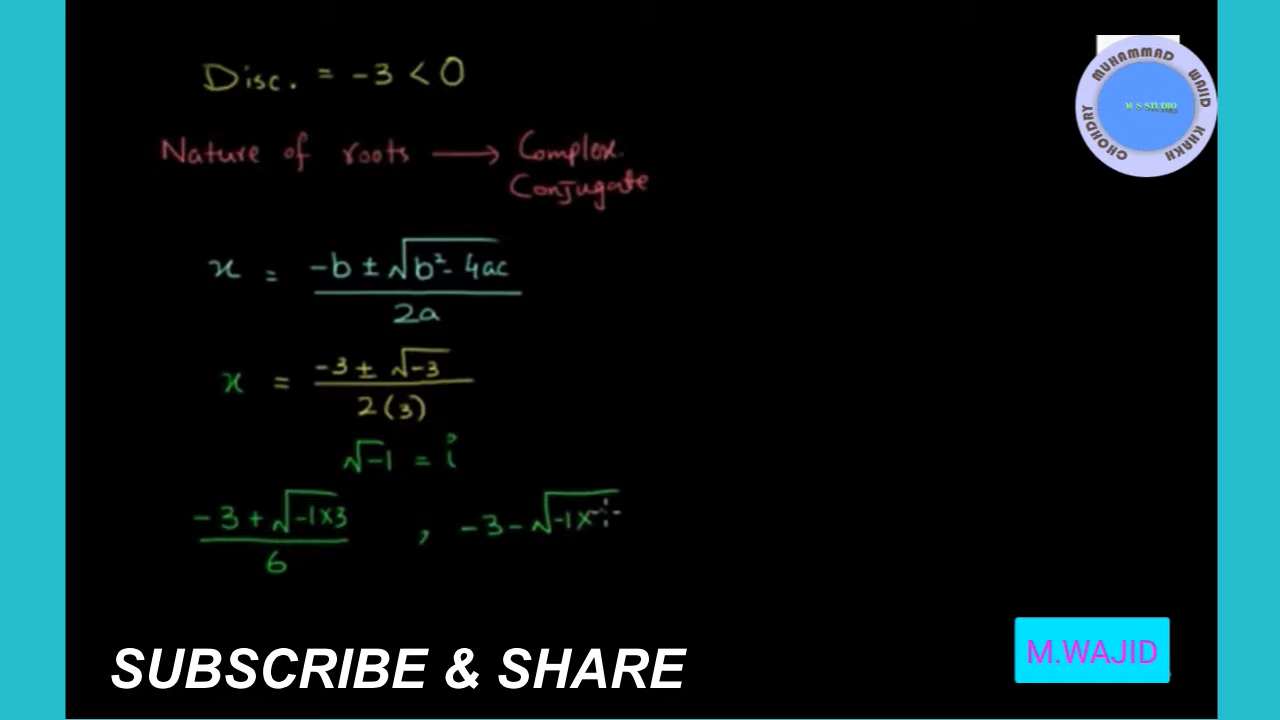 Disc. = -3 < 0
Nature of roots → Complex
Conjugate
x = (-b ± √(b² - 4ac)) / 2a
x = (-3 ± √-3) / 2(3)
√-1 = i
(-3 + √(-1×3)) / 6 , -3 - √(-1×
SUBSCRIBE & SHARE
M.WAJID
CHOHDRY MUHAMMAD WAJID KHAKH
M S STUDIO